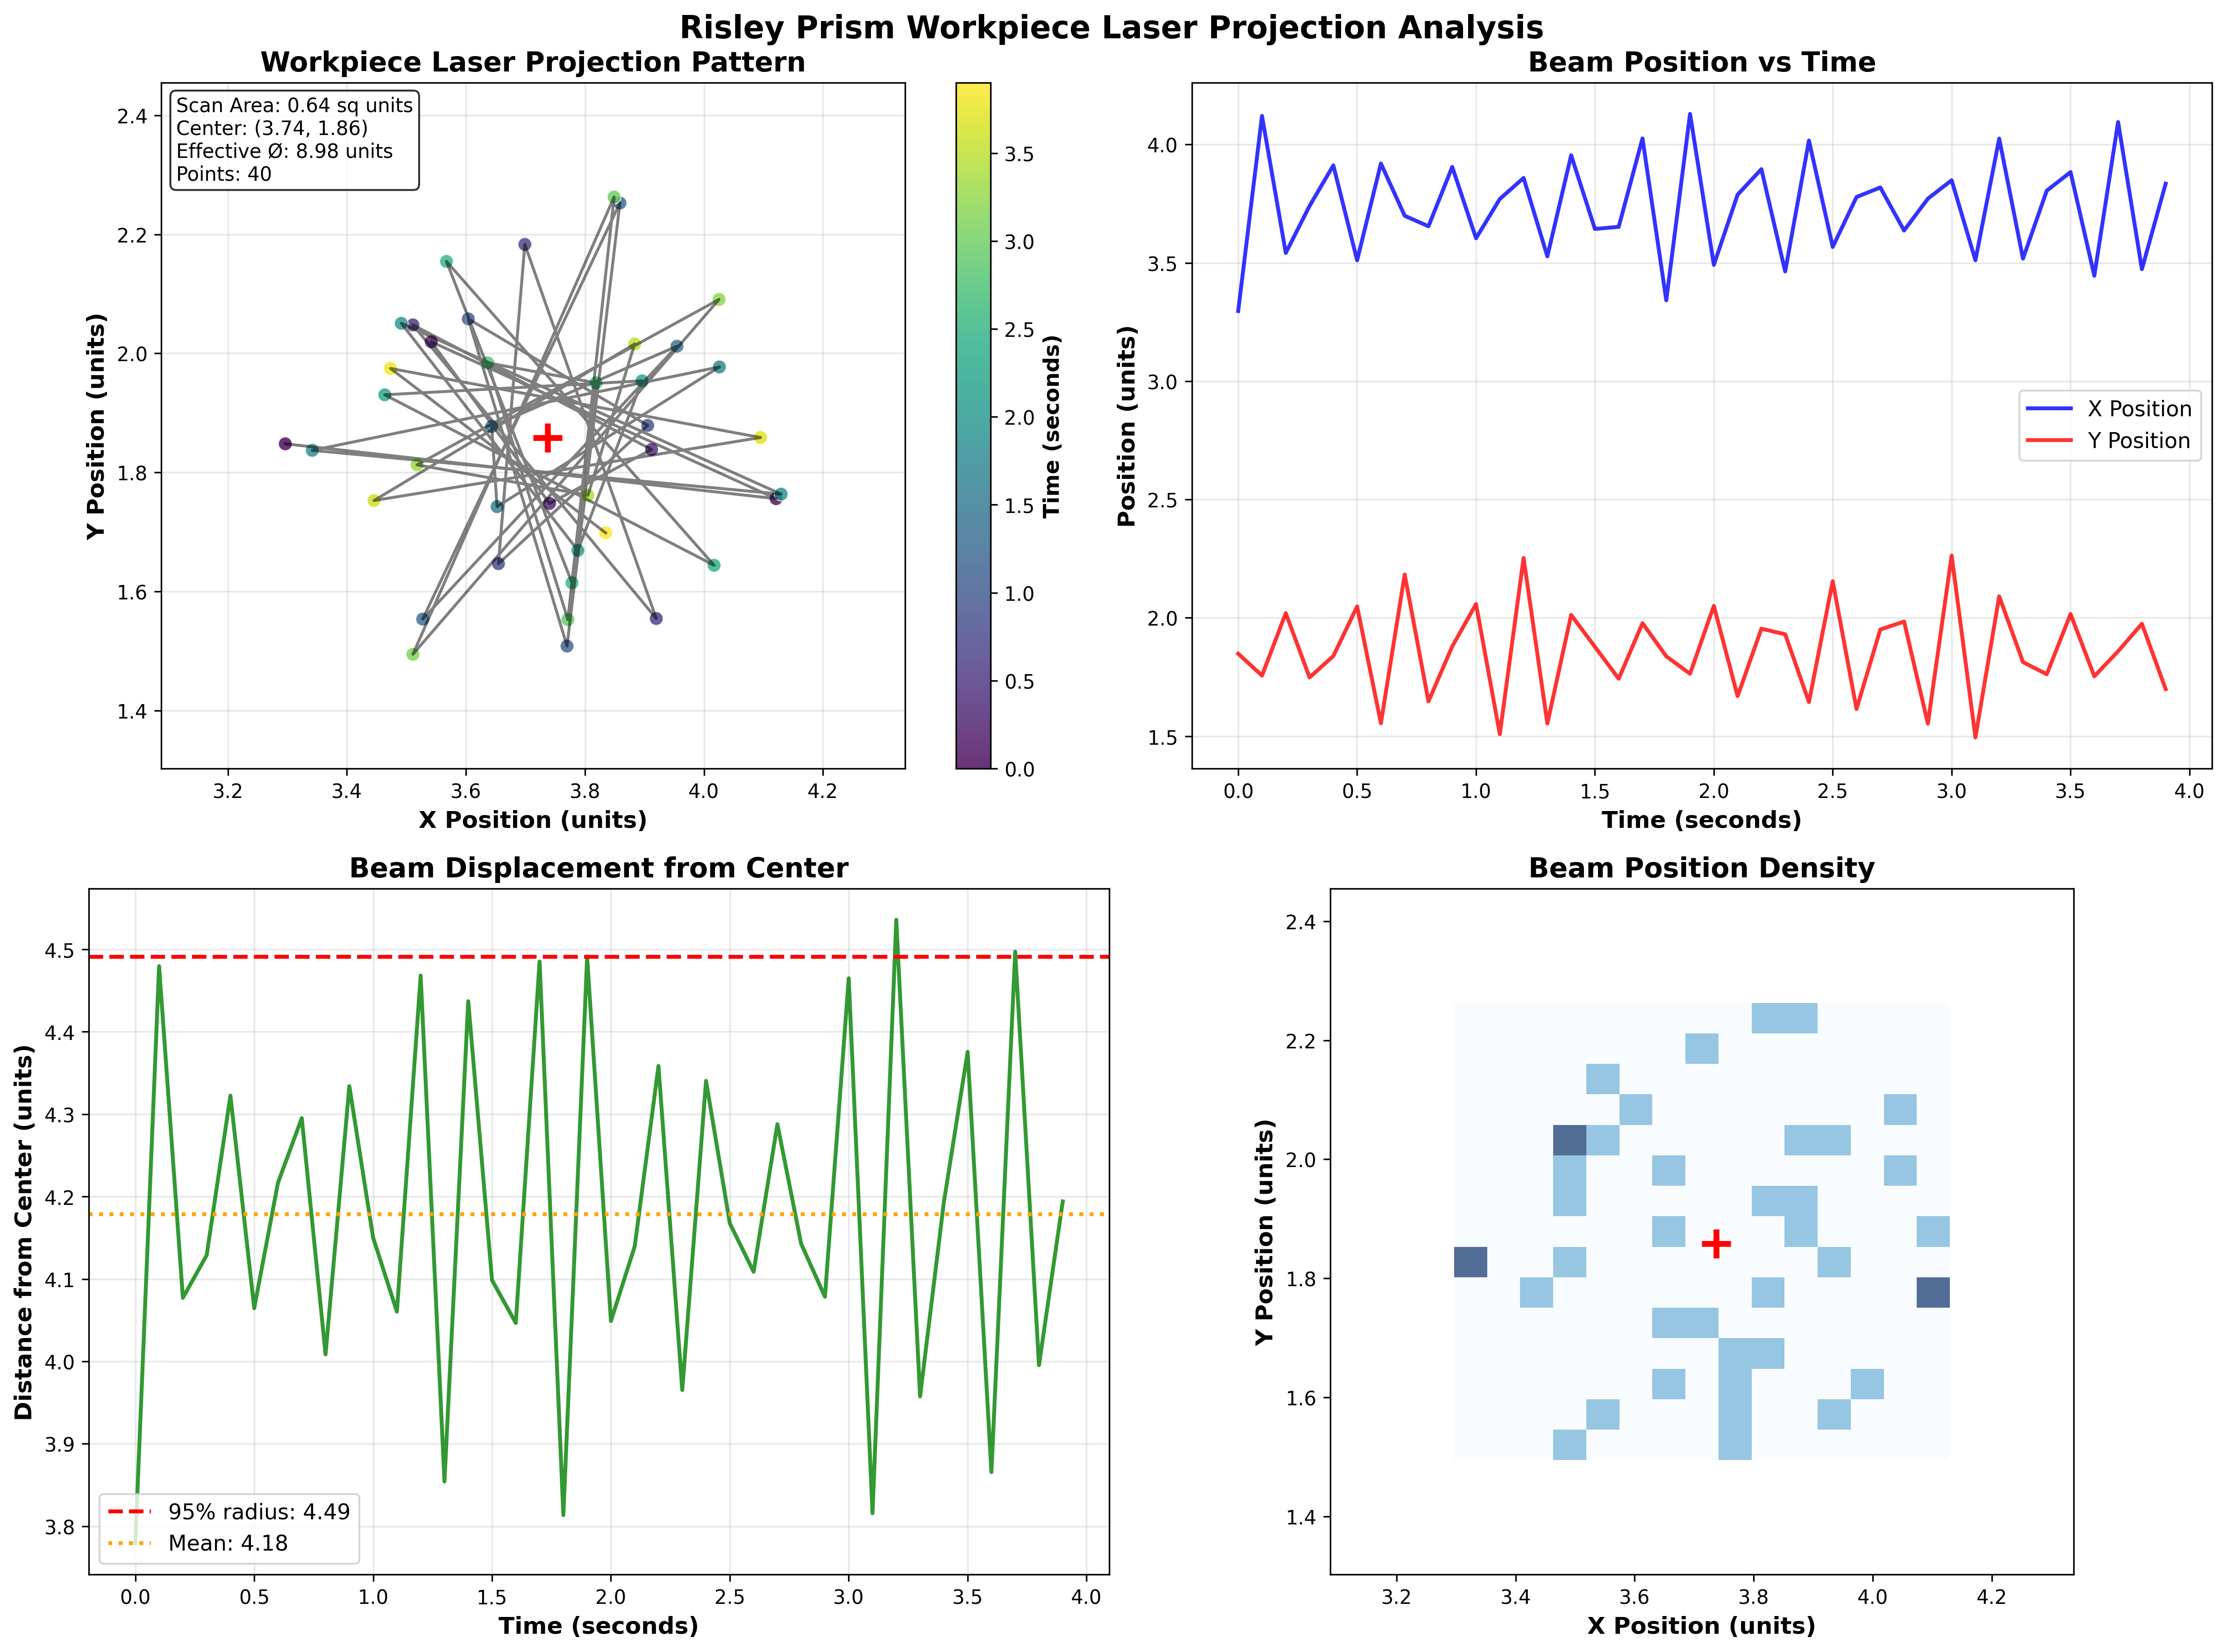 Risley Prism Workpiece Laser Projection Analysis
Workpiece Laser Projection Pattern
Scan Area: 0.64 sq units
Center: (3.74, 1.86)
Effective Ø: 8.98 units
Points: 40
Y Position (units)
2.4
2.2
2.0
1.8
1.6
1.4
3.2
3.4
3.6
3.8
4.0
4.2
X Position (units)
3.5
3.0
2.5
2.0
1.5
1.0
0.5
0.0
Time (seconds)
Beam Position vs Time
Position (units)
4.0
3.5
3.0
2.5
2.0
1.5
X Position
Y Position
0.0
0.5
1.0
1.5
2.0
2.5
3.0
3.5
4.0
Time (seconds)
Beam Displacement from Center
Distance from Center (units)
4.5
4.4
4.3
4.2
4.1
4.0
3.9
3.8
95% radius: 4.49
Mean: 4.18
0.0
0.5
1.0
1.5
2.0
2.5
3.0
3.5
4.0
Time (seconds)
Beam Position Density
Y Position (units)
2.4
2.2
2.0
1.8
1.6
1.4
3.2
3.4
3.6
3.8
4.0
4.2
X Position (units)